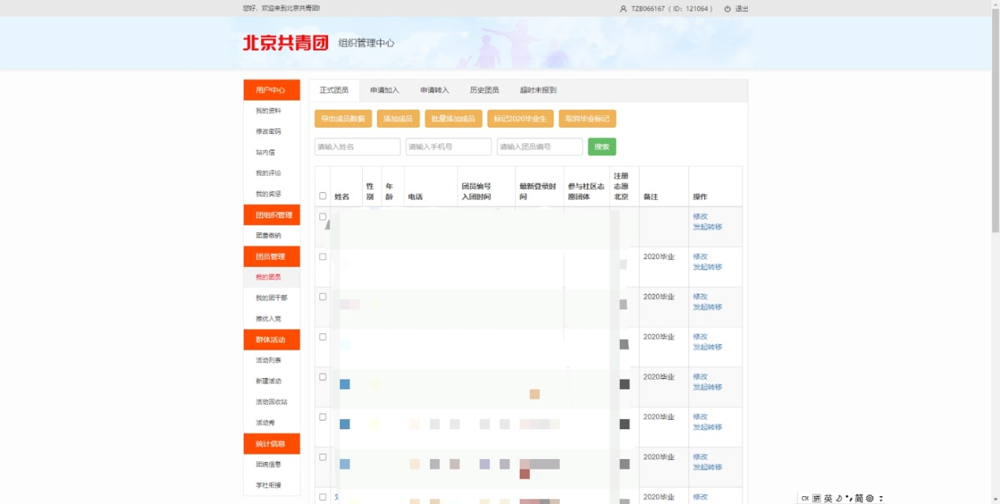 您好，欢迎来到北京共青团!
TZB066167（ID：121064）
退出
北京共青团
组织管理中心
用户中心
我的资料
修改密码
站内信
我的评论
我的奖惩
团组织管理
团费缴纳
团员管理
我的团员
我的团干部
推优入党
群体活动
活动列表
新建活动
活动回收站
活动秀
统计信息
团统信息
学社衔接
正式团员 申请加入 申请转入 历史团员 超时未报到
导出成员数据 添加成员 批量添加成员 标记2020毕业生 取消毕业标记
请输入姓名 请输入手机号 请输入团员编号 搜索
姓名
性别
年龄
电话
团员编号
入团时间
最新登录时间
参与社区志愿团体
注册志愿北京
备注
操作
修改
发起转移
2020毕业 修改
发起转移
2020毕业 修改
发起转移
2020毕业 修改
发起转移
2020毕业 修改
发起转移
2020毕业 修改
发起转移
2020毕业 修改
发起转移
2020毕业 修改
CH 英 简